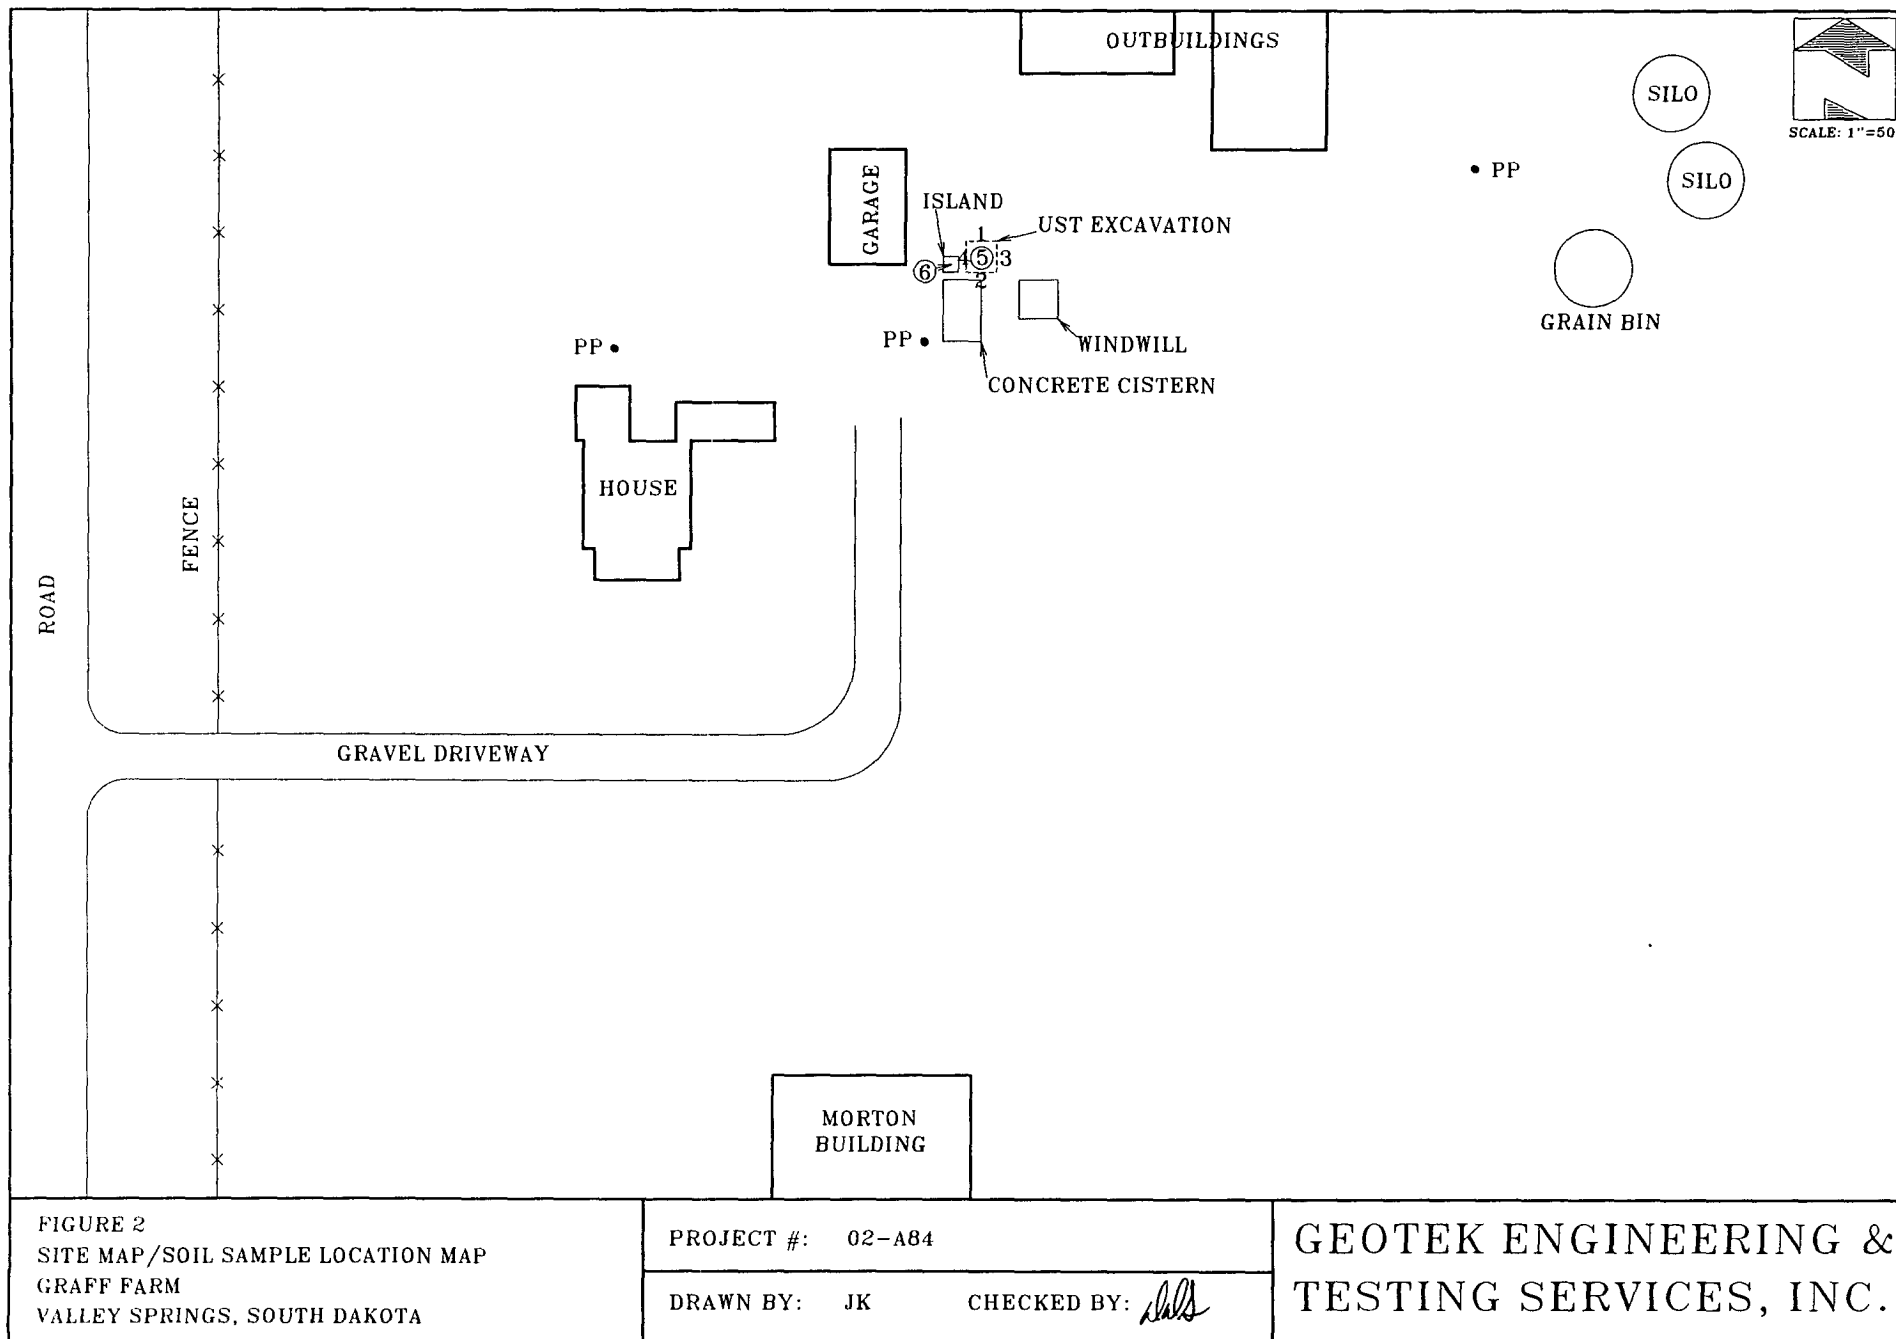 OUTBUILDINGS
SILO
SCALE: 1"=50
GARAGE
PP
SILO
ISLAND
UST EXCAVATION
1
4
5
3
6
2
GRAIN BIN
PP
PP
WINDWILL
CONCRETE CISTERN
HOUSE
FENCE
ROAD
GRAVEL DRIVEWAY
MORTON
BUILDING
FIGURE 2
SITE MAP/SOIL SAMPLE LOCATION MAP
GRAFF FARM
VALLEY SPRINGS, SOUTH DAKOTA
PROJECT #: 02-A84
DRAWN BY: JK CHECKED BY:
GEOTEK ENGINEERING &
TESTING SERVICES, INC.